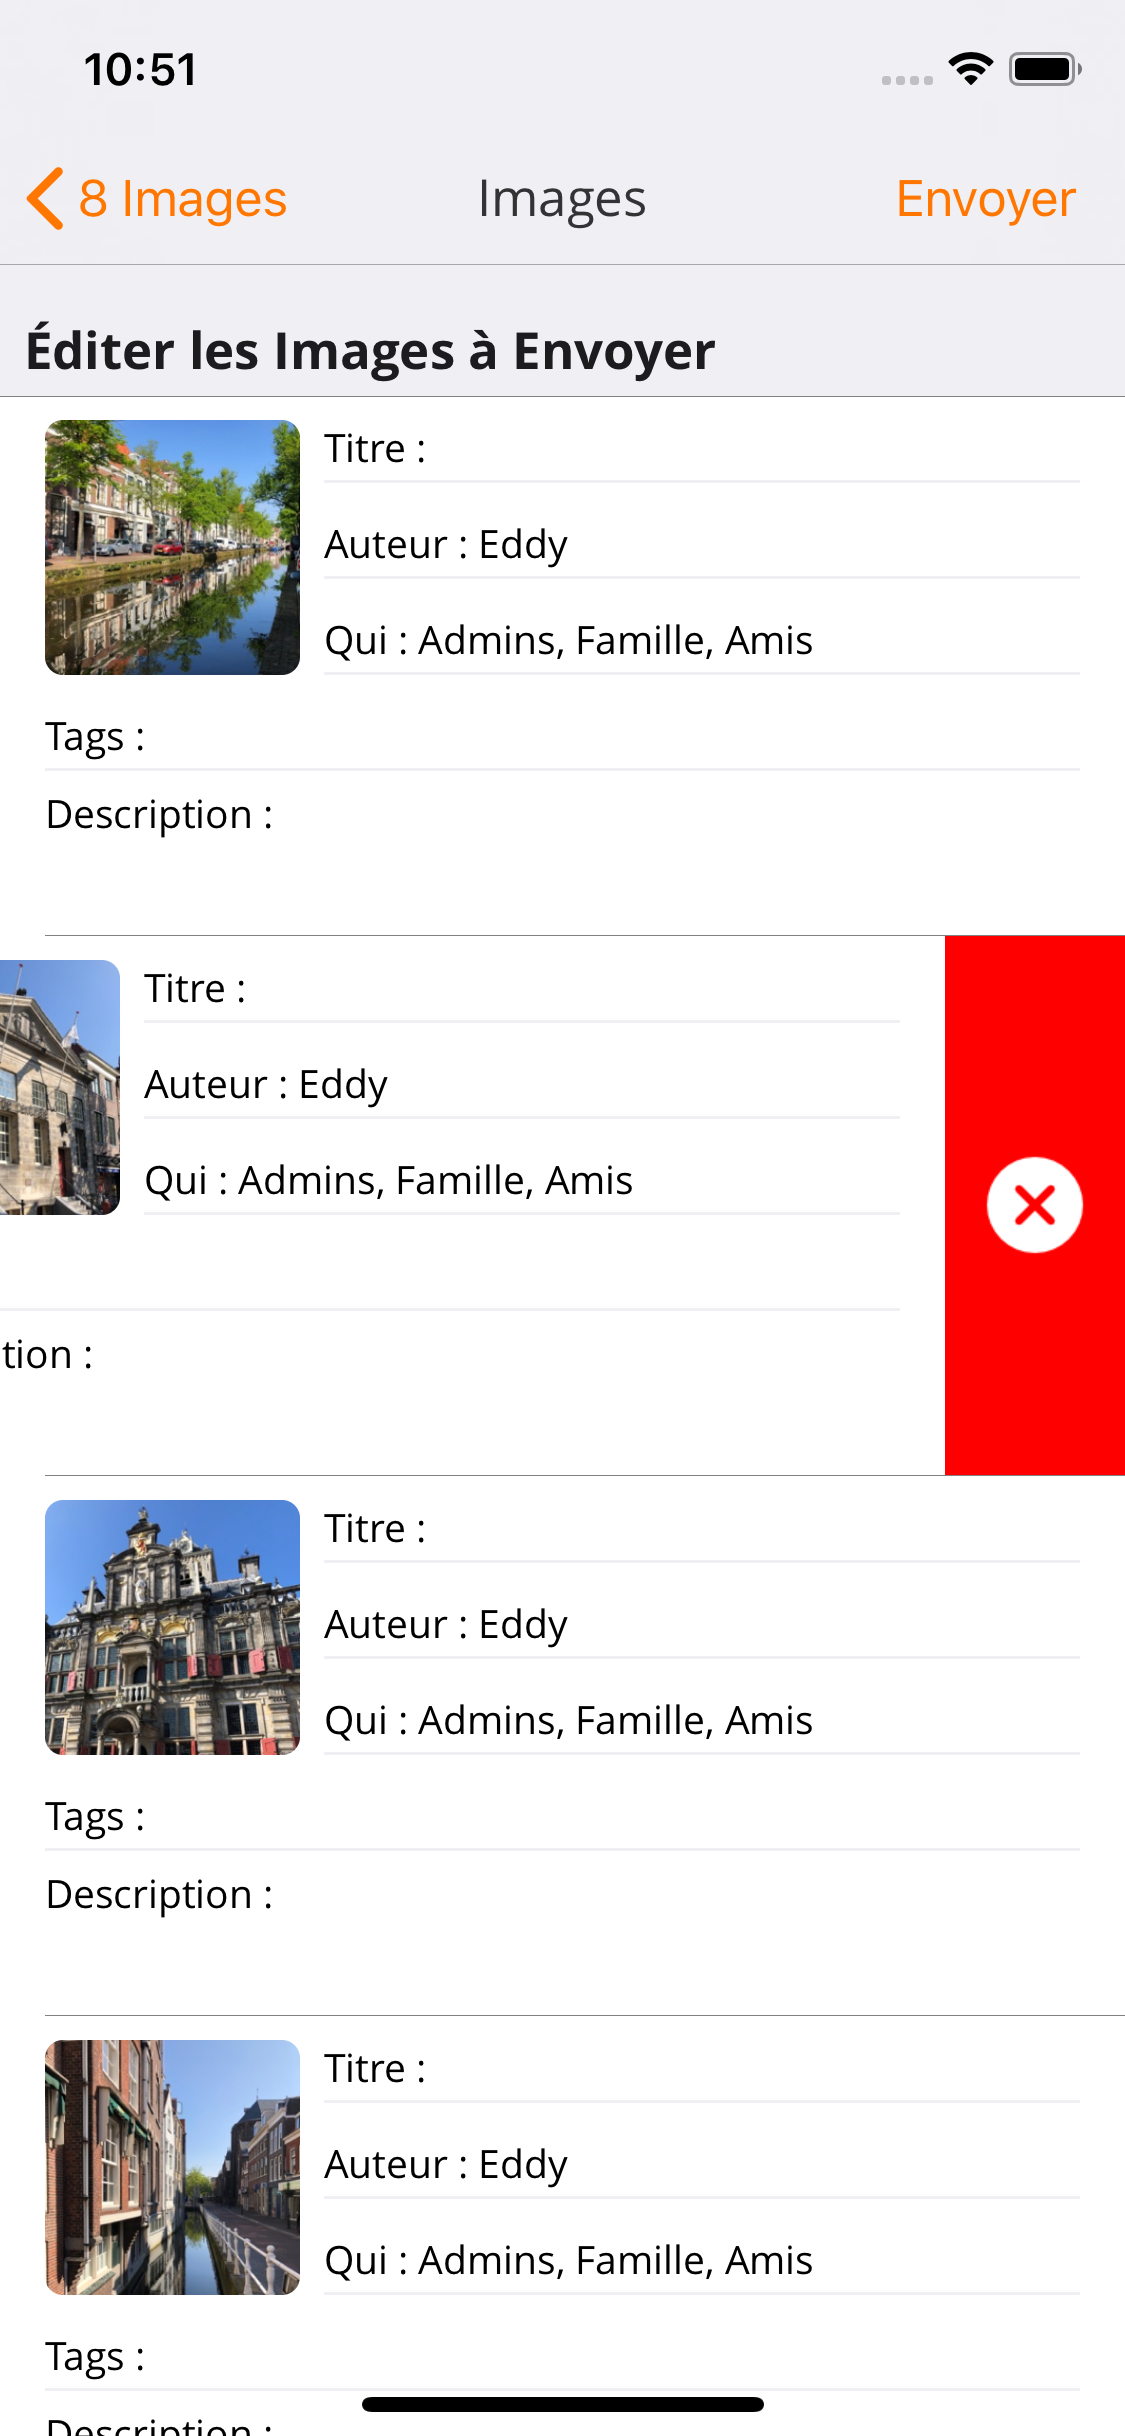 10:51
8 Images
Images
Envoyer
Éditer les Images à Envoyer
Titre :
Auteur : Eddy
Qui : Admins, Famille, Amis
Tags :
Description :
Titre :
Auteur : Eddy
Qui : Admins, Famille, Amis
tion :
Titre :
Auteur : Eddy
Qui : Admins, Famille, Amis
Tags :
Description :
Titre :
Auteur : Eddy
Qui : Admins, Famille, Amis
Tags :
Description :